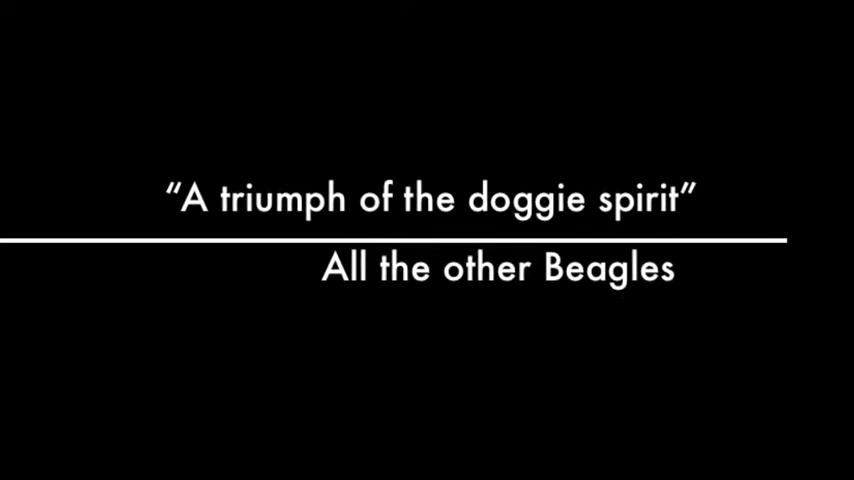 “A triumph of the doggie spirit”
All the other Beagles